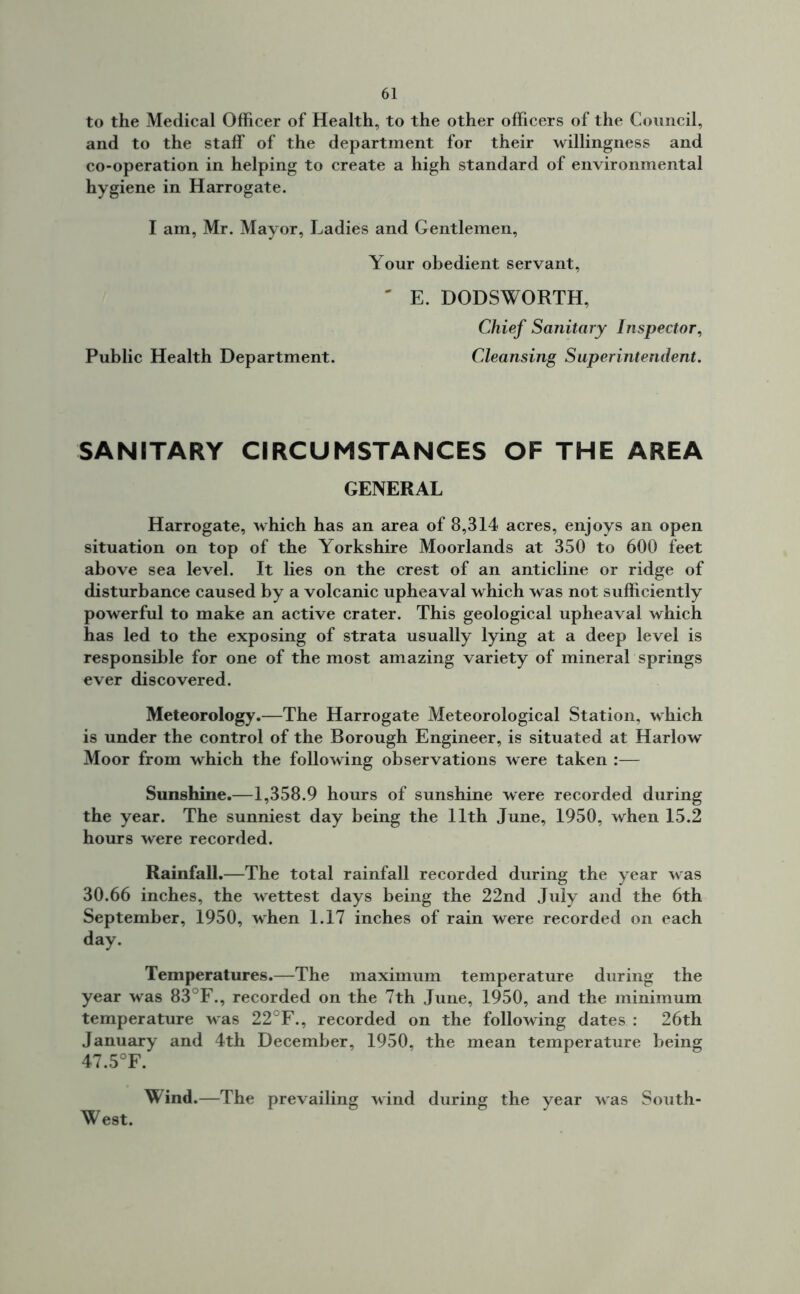 61
to the Medical Officer of Health, to the other officers of the Council,
and to the staff of the department for their willingness and
co-operation in helping to create a high standard of environmental
hygiene in Harrogate.
I am, Mr. Mayor, Ladies and Gentlemen,
Your obedient servant,
E. DODSWORTH,
Chief Sanitary Inspector,
Public Health Department. Cleansing Superintendent.
SANITARY CIRCUMSTANCES OF THE AREA
GENERAL
Harrogate, which has an area of 8,314 acres, enjoys an open
situation on top of the Yorkshire Moorlands at 350 to 600 feet
above sea level. It lies on the crest of an anticline or ridge of
disturbance caused by a volcanic upheaval which was not sufficiently
powerful to make an active crater. This geological upheaval which
has led to the exposing of strata usually lying at a deep level is
responsible for one of the most amazing variety of mineral springs
ever discovered.
Meteorology.—The Harrogate Meteorological Station, which
is under the control of the Borough Engineer, is situated at Harlow
Moor from which the following observations were taken :—
Sunshine.—1,358.9 hours of sunshine were recorded during
the year. The sunniest day being the 11th June, 1950, when 15.2
hours were recorded.
Rainfall.—The total rainfall recorded during the year was
30.66 inches, the wettest days being the 22nd July and the 6th
September, 1950, when 1.17 inches of rain were recorded on each
day.
Temperatures.—The maximum temperature during the
year was 83°F., recorded on the 7th June, 1950, and the minimum
temperature was 22°F., recorded on the following dates : 26th
January and 4th December, 1950, the mean temperature being
47.5°F.
Wind.—The prevailing wind during the year was South-
West.